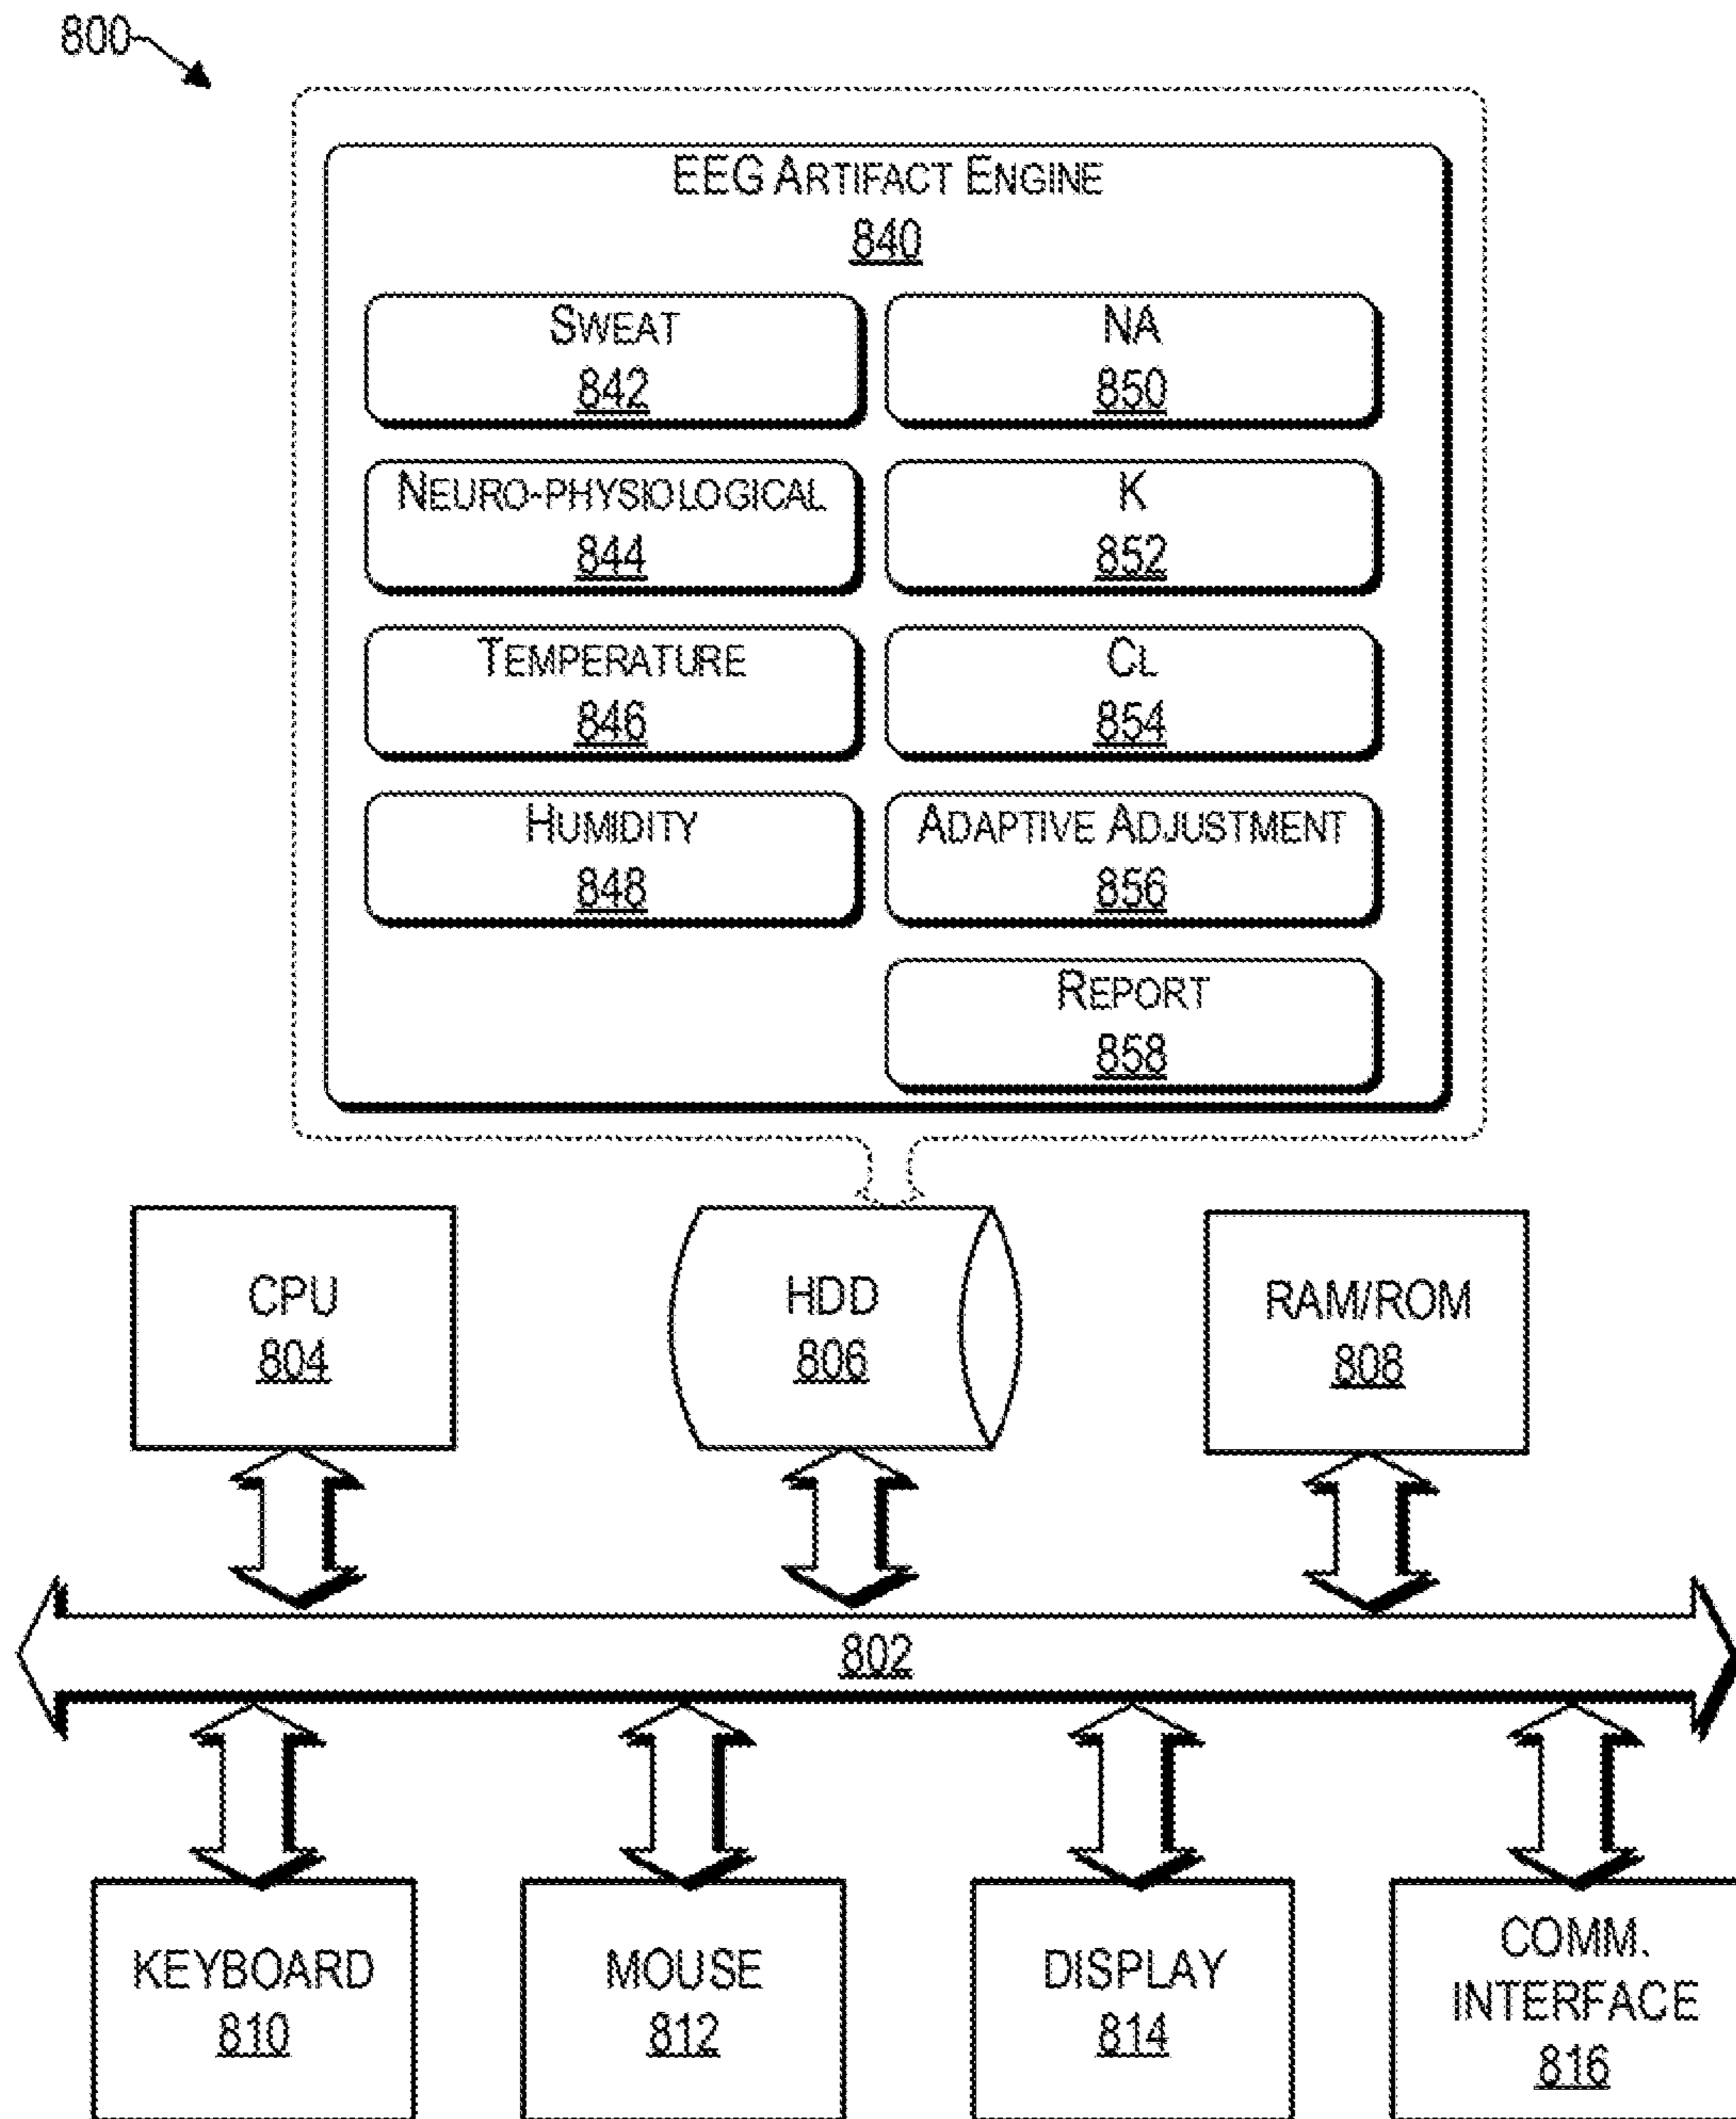 800
EEG ARTIFACT ENGINE
840
SWEAT
842
NA
850
NEURO-PHYSIOLOGICAL
844
K
852
TEMPERATURE
846
CL
854
HUMIDITY
848
ADAPTIVE ADJUSTMENT
856
REPORT
858
CPU
804
HDD
806
RAM/ROM
808
802
KEYBOARD
810
MOUSE
812
DISPLAY
814
COMM.
INTERFACE
816